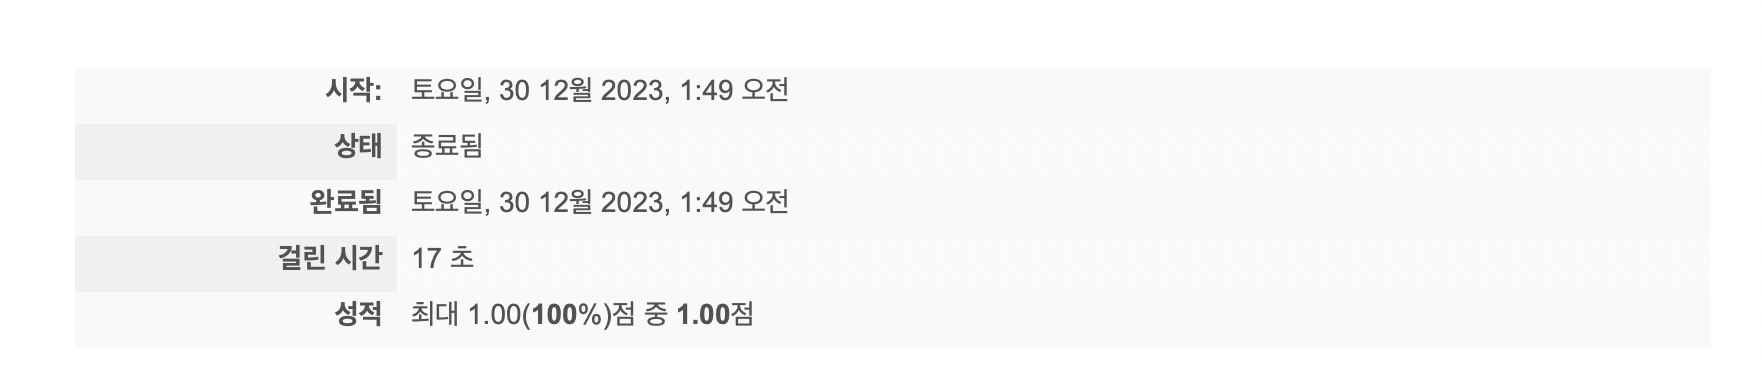 시작: 토요일, 30 12월 2023, 1:49 오전
상태 종료됨
완료됨 토요일, 30 12월 2023, 1:49 오전
걸린 시간 17 초
성적 최대 1.00(100%)점 중 1.00점